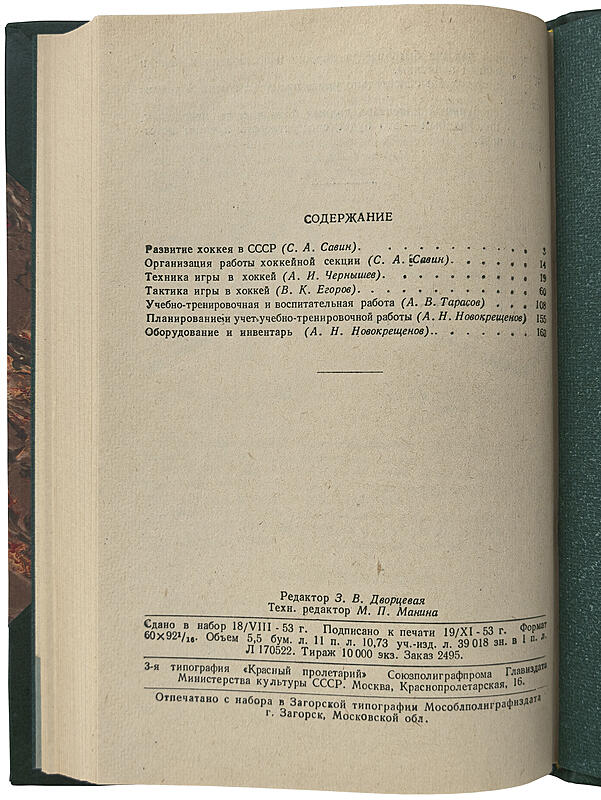 СОДЕРЖАНИЕ
Развитие хоккея в СССР (С. А. Савин) . . . . . . . . . . . 3
Организация работы хоккейной секции (С. А. Савин) . . . . . 14
Техника игры в хоккей (А. И. Чернышев) . . . . . . . . . . 19
Тактика игры в хоккей (В. К. Егоров) . . . . . . . . . . . 60
Учебно-тренировочная и воспитательная работа (А. В. Тарасов) . . . 108
Планирование и учет учебно-тренировочной работы (А. Н. Новокрещенов) 155
Оборудование и инвентарь (А. Н. Новокрещенов) . . . . . . . 163
Редактор З. В. Дворцевая
Техн. редактор М. П. Манина
Сдано в набор 18/VIII - 53 г. Подписано к печати 19/XI - 53 г. Формат
60×92¹/₁₆. Объем 5,5 бум. л. 11 п. л. 10,73 уч.-изд. л. 39 018 зн. в 1 п. л.
Л 170522. Тираж 10 000 экз. Заказ 2495.
3-я типография «Красный пролетарий» Союзполиграфпрома Главиздата
Министерства культуры СССР. Москва, Краснопролетарская, 16.
Отпечатано с набора в Загорской типографии Мособлполиграфиздата
г. Загорск, Московской обл.